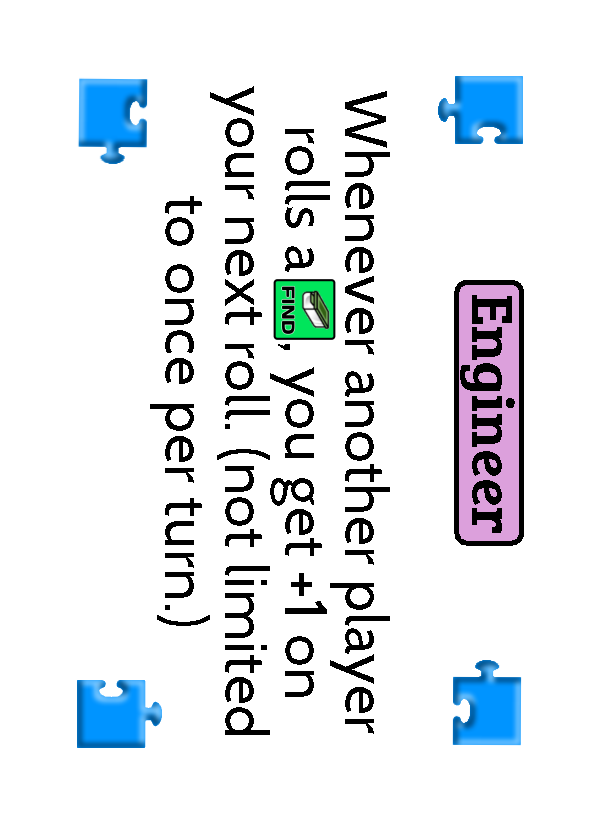 Engineer
Whenever another player
rolls a FIND, you get +1 on
your next roll. (not limited
to once per turn.)